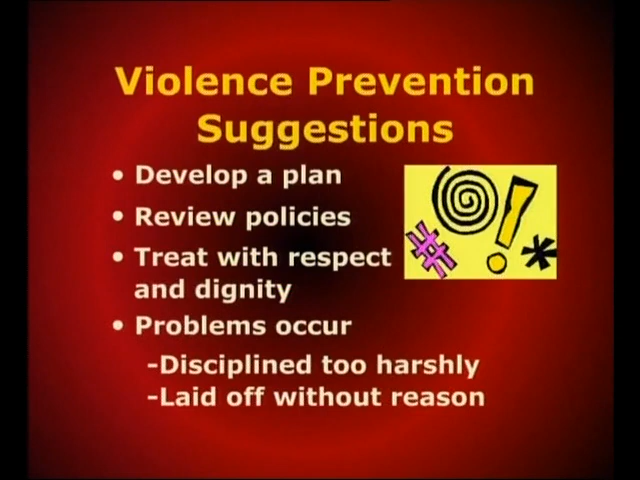 Violence Prevention
Suggestions
• Develop a plan
• Review policies
• Treat with respect
and dignity
• Problems occur
-Disciplined too harshly
-Laid off without reason